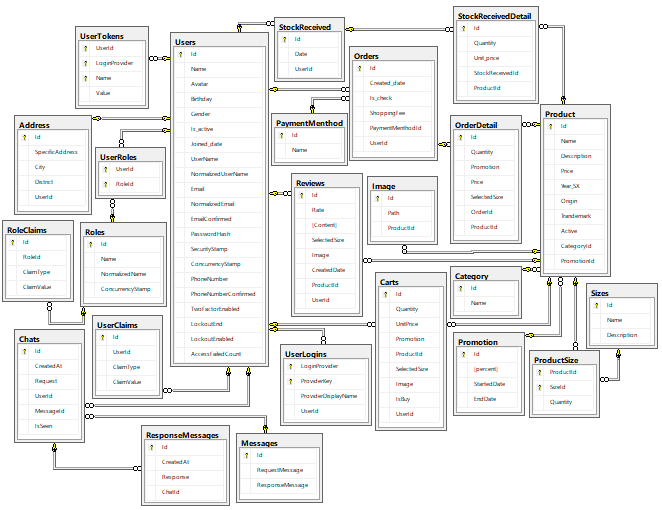 UserTokens
UserId
LoginProvider
Name
Value
Users
Id
Name
Avatar
Birthday
Gender
Is_active
Joined_date
UserName
NormalizedUserName
Email
NormalizedEmail
EmailConfirmed
PasswordHash
SecurityStamp
ConcurrencyStamp
PhoneNumber
PhoneNumberConfirmed
TwoFactorEnabled
LockoutEnd
LockoutEnabled
AccessFailedCount
StockReceived
Id
Date
UserId
Orders
Id
Created_date
Is_check
ShoppingFee
PaymentMenthodId
UserId
StockReceivedDetail
Id
Quantity
Unit_price
StockReceivedId
ProductId
PaymentMenthod
Id
Name
OrderDetail
Id
Quantity
Promotion
Price
SelectedSize
OrderId
ProductId
Product
Id
Name
Description
Price
Year_SX
Origin
Trandemark
Active
CategoryId
PromotionId
Address
Id
SpecificAddress
City
District
UserId
UserRoles
UserId
RoleId
RoleClaims
Id
RoleId
ClaimType
ClaimValue
Roles
Id
Name
NormalizedName
ConcurrencyStamp
Reviews
Id
Rate
[Content]
SelectedSize
Image
CreatedDate
ProductId
UserId
Image
Id
Path
ProductId
Carts
Id
Quantity
UnitPrice
Promotion
ProductId
SelectedSize
Image
IsBuy
UserId
Category
Id
Name
Promotion
Id
[percent]
StartedDate
EndDate
Sizes
Id
Name
Description
ProductSize
ProductId
SizeId
Quantity
Chats
Id
CreatedAt
Request
UserId
MessageId
IsSeen
UserClaims
Id
UserId
ClaimType
ClaimValue
UserLogins
LoginProvider
ProviderKey
ProviderDisplayName
UserId
ResponseMessages
Id
CreatedAt
Response
ChatId
Messages
Id
RequestMessage
ResponseMessage